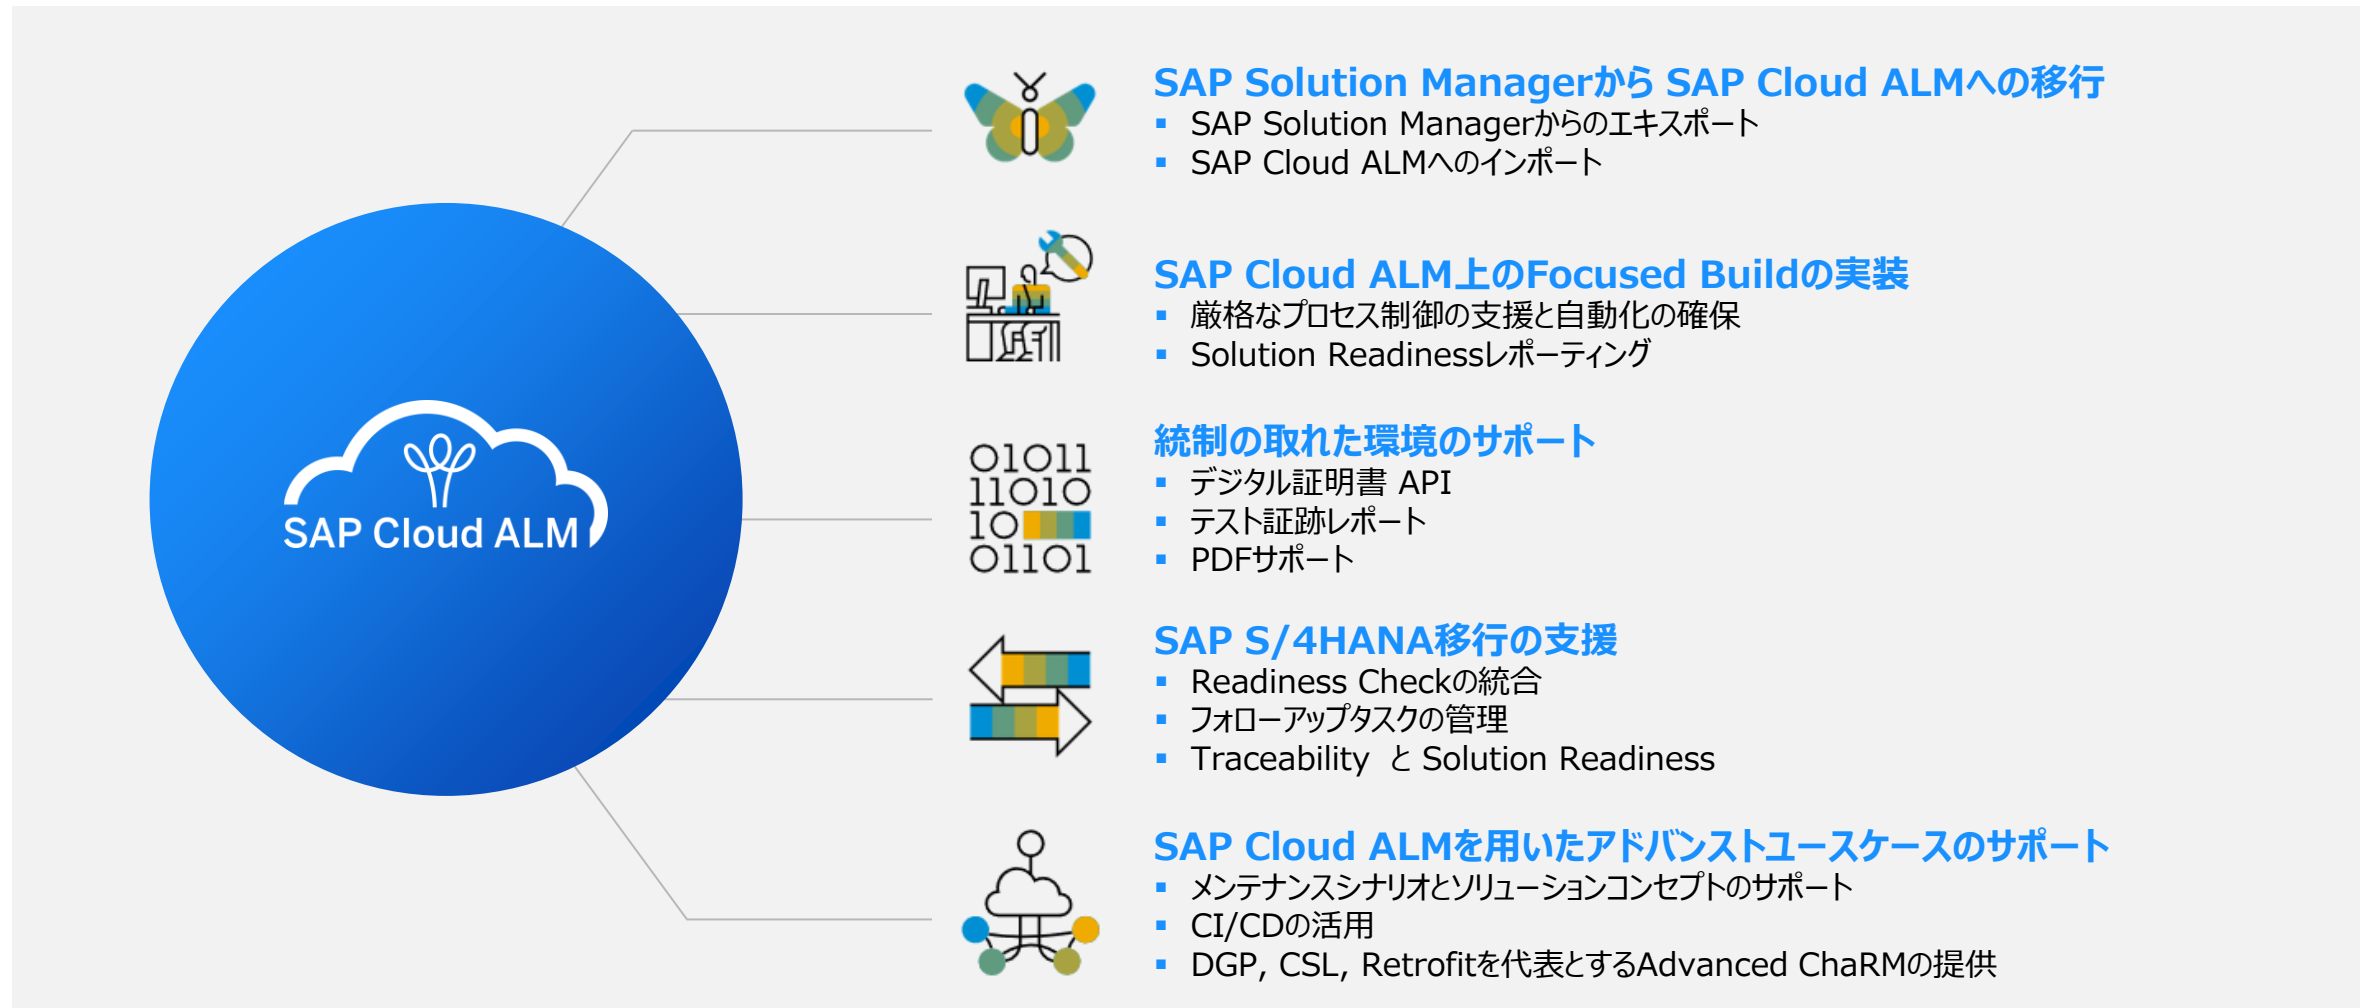 SAP Cloud ALM
SAP Solution Managerから SAP Cloud ALMへの移行
▪ SAP Solution Managerからのエキスポート
▪ SAP Cloud ALMへのインポート
SAP Cloud ALM上のFocused Buildの実装
▪ 厳格なプロセス制御の支援と自動化の確保
▪ Solution Readinessレポーティング
01011
11010
10
01101
統制の取れた環境のサポート
▪ デジタル証明書 API
▪ テスト証跡レポート
▪ PDFサポート
SAP S/4HANA移行の支援
▪ Readiness Checkの統合
▪ フォローアップタスクの管理
▪ Traceability と Solution Readiness
SAP Cloud ALMを用いたアドバンストユースケースのサポート
▪ メンテナンスシナリオとソリューションコンセプトのサポート
▪ CI/CDの活用
▪ DGP, CSL, Retrofitを代表とするAdvanced ChaRMの提供